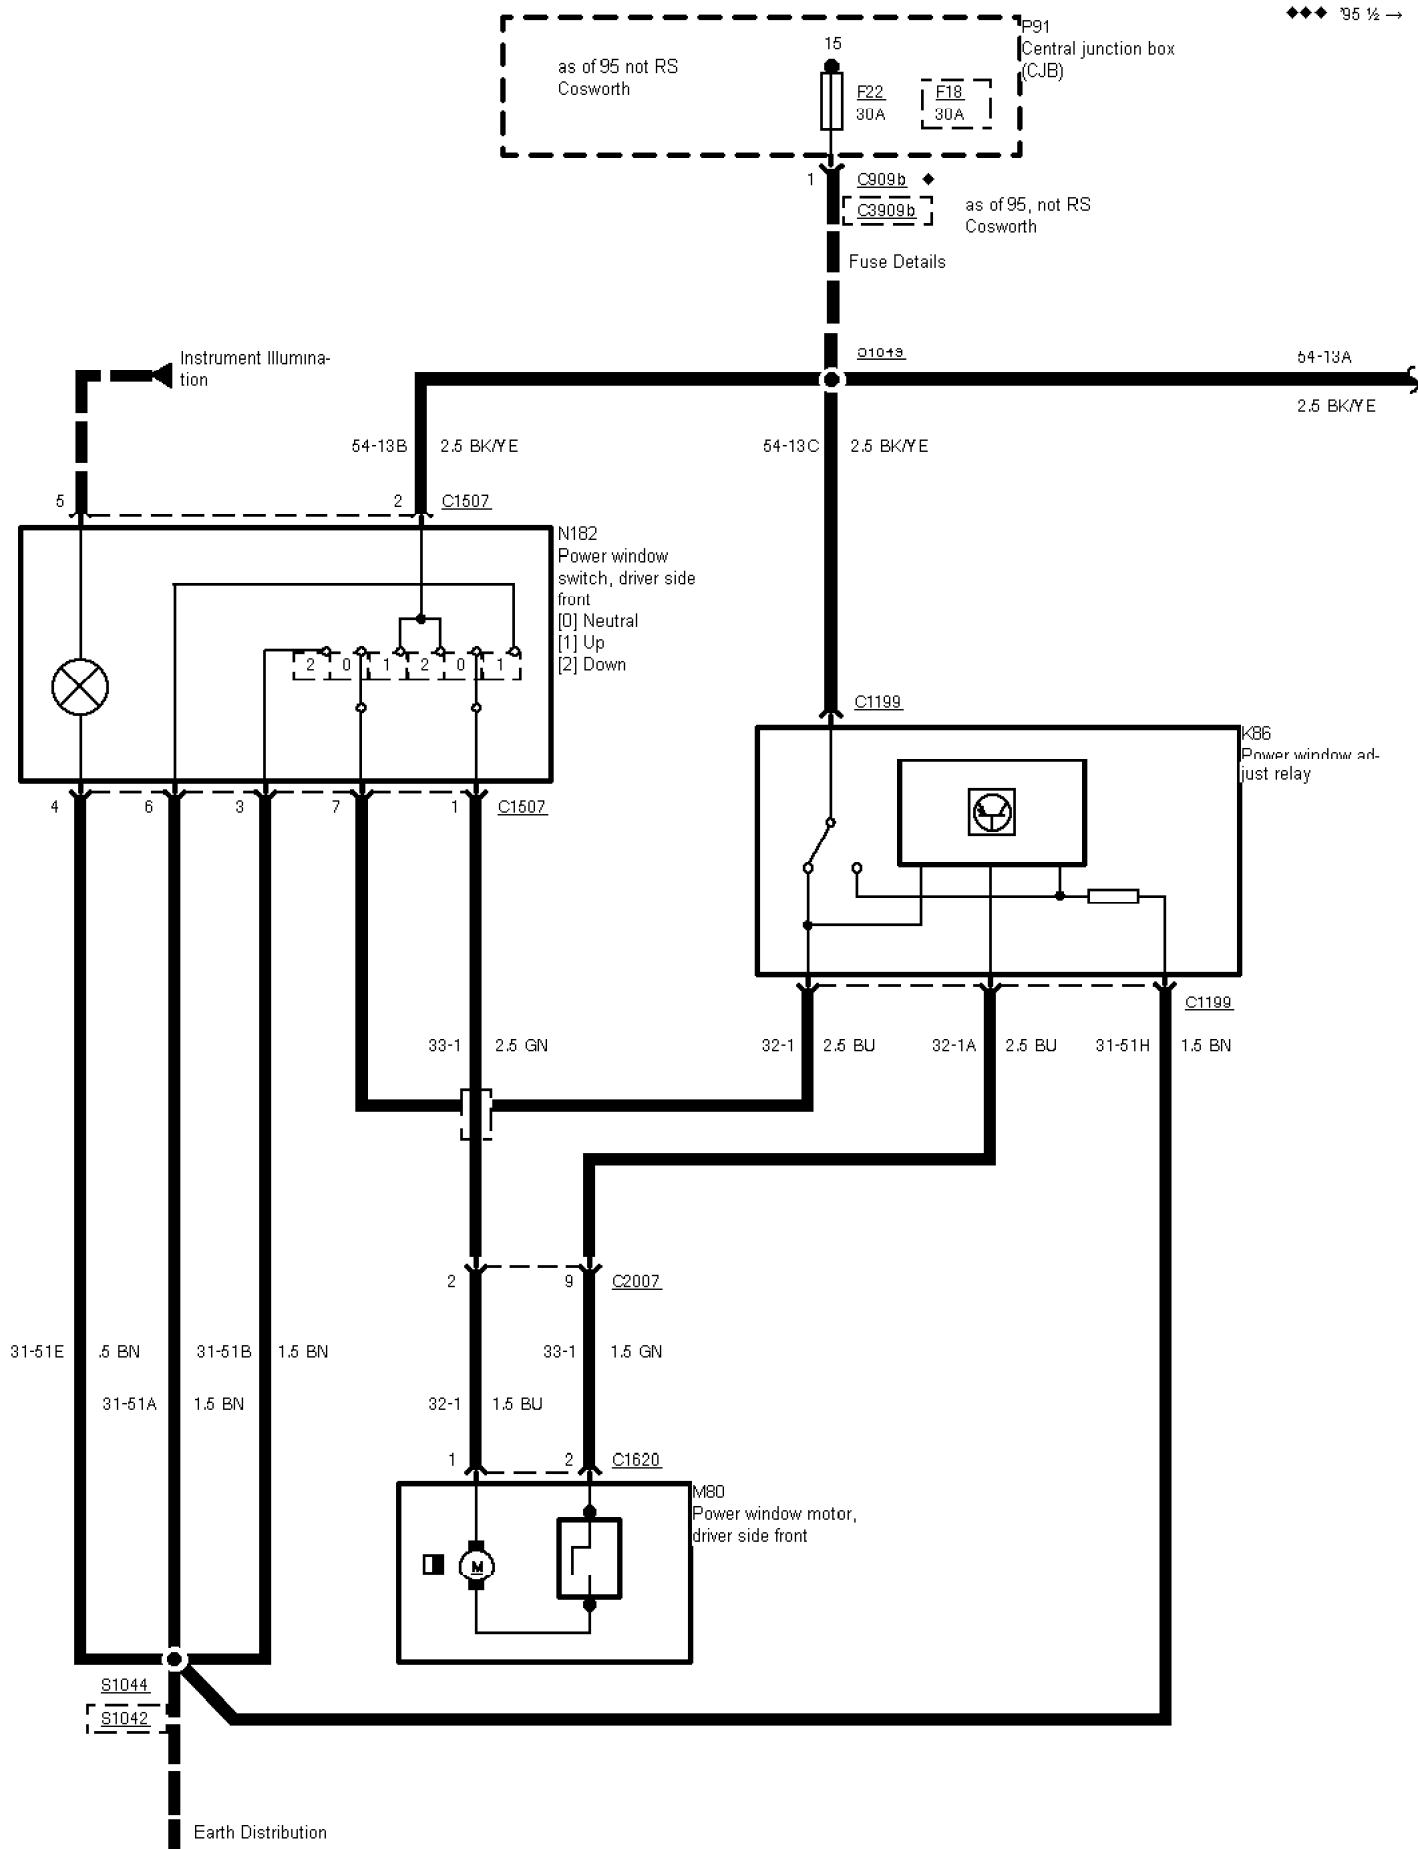 ◆◆◆ '95 ½ →
P91
Central junction box
(CJB)
15
as of 95 not RS
Cosworth
F22
30A
F18
30A
1
C909b ◆
C3909b
as of 95, not RS
Cosworth
Fuse Details
Instrument Illumina-
tion
54-13A
2.5 BK/YE
54-13B
2.5 BK/YE
54-13C
2.5 BK/YE
5
2
C1507
N182
Power window
switch, driver side
front
[0] Neutral
[1] Up
[2] Down
2
0
1
2
0
1
C1199
K86
Power window ad-
just relay
4
6
3
7
1
C1507
C1199
33-1
2.5 GN
32-1
2.5 BU
32-1A
2.5 BU
31-51H
1.5 BN
2
9
C2007
31-51E
.5 BN
31-51B
1.5 BN
33-1
1.5 GN
31-51A
1.5 BN
32-1
1.5 BU
1
2
C1620
M80
Power window motor,
driver side front
M
S1044
S1042
Earth Distribution